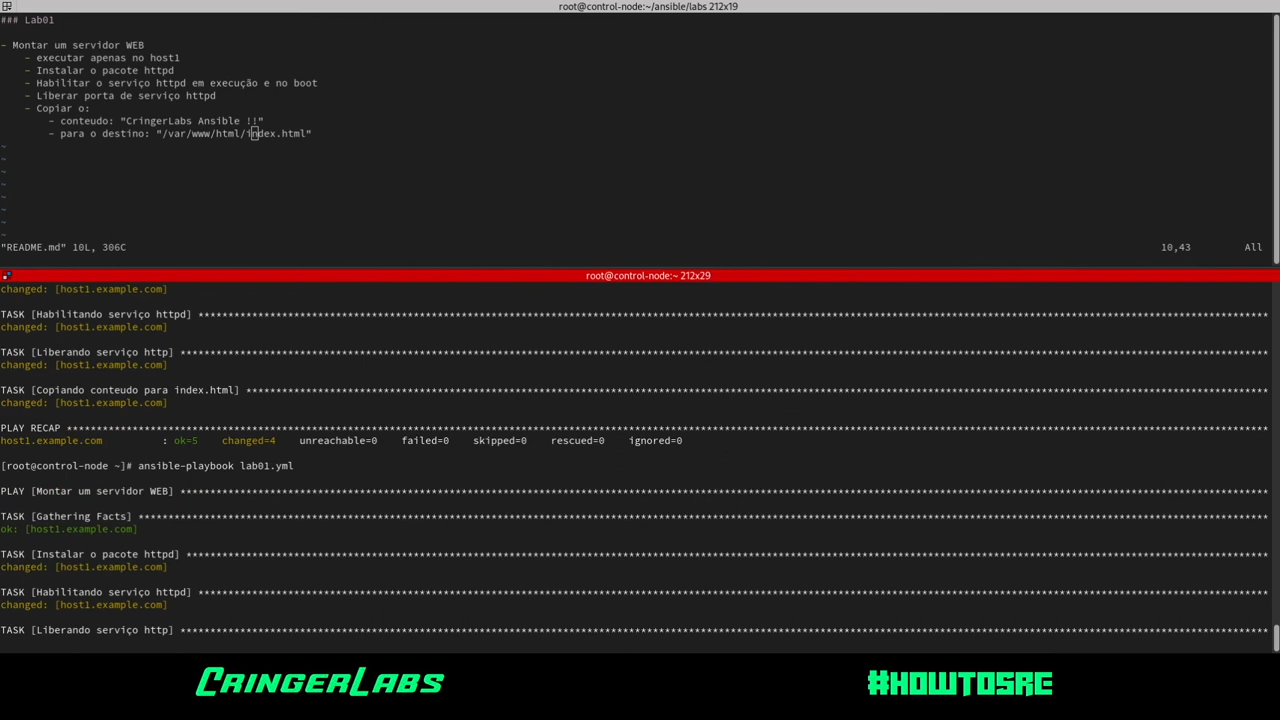 root@control-node:~/ansible/labs 212x19
### Lab01
- Montar um servidor WEB
- executar apenas no host1
- Instalar o pacote httpd
- Habilitar o serviço httpd em execução e no boot
- Liberar porta de serviço httpd
- Copiar o:
- conteudo: "CringerLabs Ansible !!"
- para o destino: "/var/www/html/index.html"
~
~
~
~
~
~
~
~
"README.md" 10L, 306C 10,43 All
root@control-node:~ 212x29
changed: [host1.example.com]
TASK [Habilitando serviço httpd] ****************************************************************************************************************************************************************************
changed: [host1.example.com]
TASK [Liberando serviço http] *******************************************************************************************************************************************************************************
changed: [host1.example.com]
TASK [Copiando conteudo para index.html] ********************************************************************************************************************************************************************
changed: [host1.example.com]
PLAY RECAP **************************************************************************************************************************************************************************************************
host1.example.com : ok=5 changed=4 unreachable=0 failed=0 skipped=0 rescued=0 ignored=0
[root@control-node ~]# ansible-playbook lab01.yml
PLAY [Montar um servidor WEB] *******************************************************************************************************************************************************************************
TASK [Gathering Facts] **************************************************************************************************************************************************************************************
ok: [host1.example.com]
TASK [Instalar o pacote httpd] ******************************************************************************************************************************************************************************
changed: [host1.example.com]
TASK [Habilitando serviço httpd] ****************************************************************************************************************************************************************************
changed: [host1.example.com]
TASK [Liberando serviço http] *******************************************************************************************************************************************************************************
CringerLabs
#HOWTOSRE